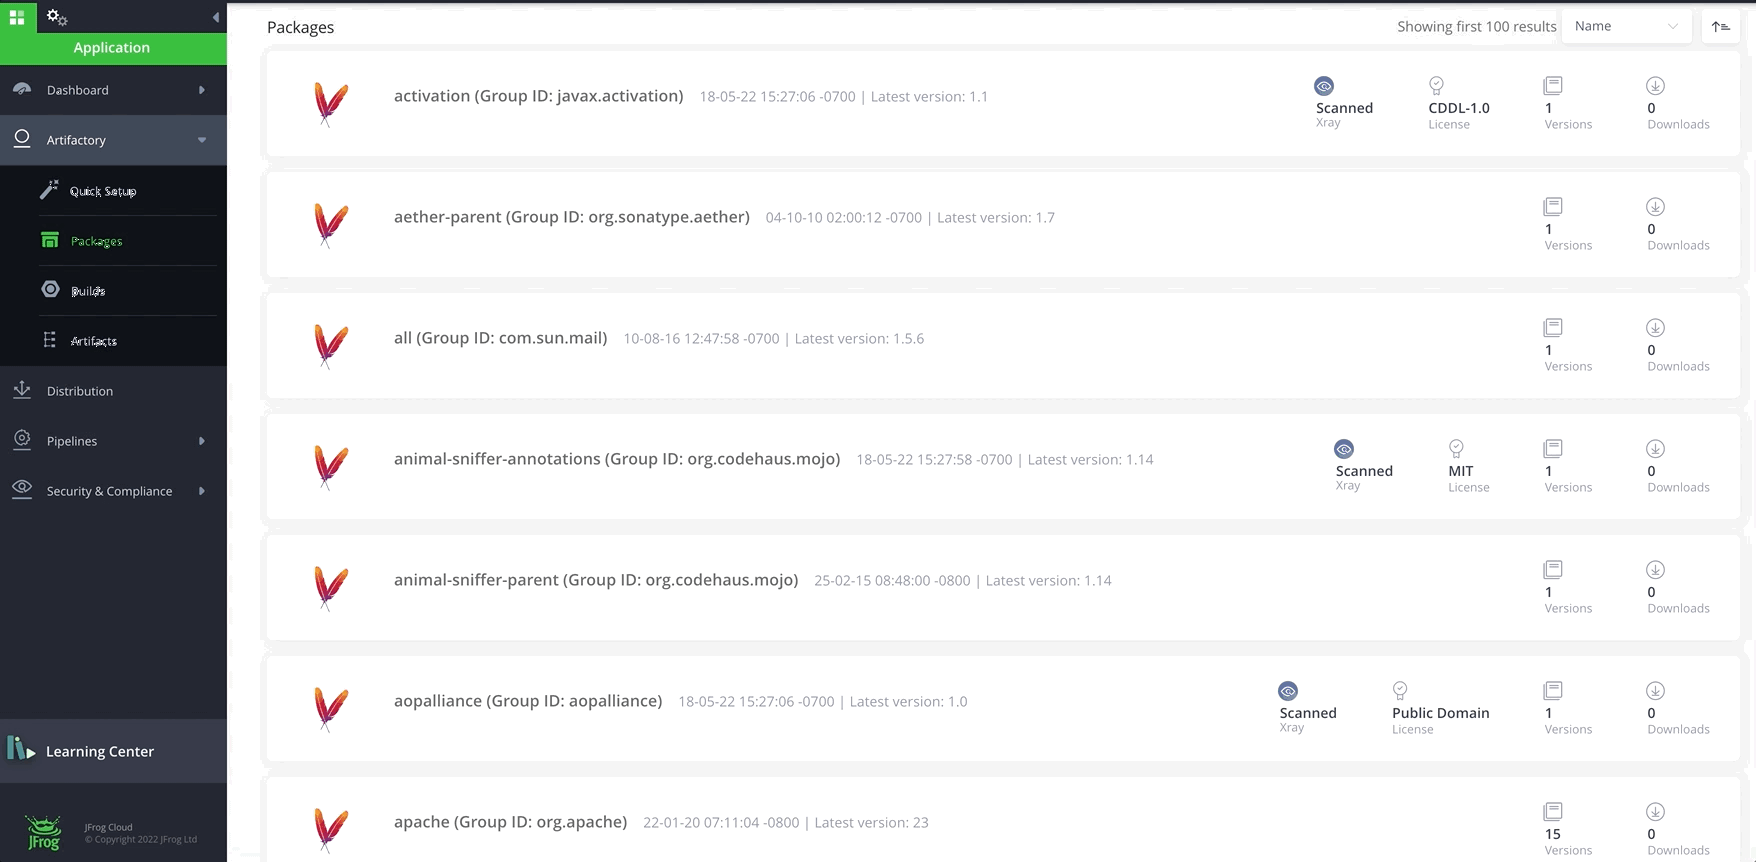 Application
Dashboard
Artifactory
Quick Setup
Packages
Builds
Artifacts
Distribution
Pipelines
Security & Compliance
Learning Center
JFrog
JFrog Cloud
© Copyright 2022 JFrog Ltd
Packages
Showing first 100 results
Name
activation (Group ID: javax.activation) 18-05-22 15:27:06 -0700 | Latest version: 1.1
Scanned CDDL-1.0 1 0
Xray License Versions Downloads
aether-parent (Group ID: org.sonatype.aether) 04-10-10 02:00:12 -0700 | Latest version: 1.7
1 0
Versions Downloads
all (Group ID: com.sun.mail) 10-08-16 12:47:58 -0700 | Latest version: 1.5.6
1 0
Versions Downloads
animal-sniffer-annotations (Group ID: org.codehaus.mojo) 18-05-22 15:27:58 -0700 | Latest version: 1.14
Scanned MIT 1 0
Xray License Versions Downloads
animal-sniffer-parent (Group ID: org.codehaus.mojo) 25-02-15 08:48:00 -0800 | Latest version: 1.14
1 0
Versions Downloads
aopalliance (Group ID: aopalliance) 18-05-22 15:27:06 -0700 | Latest version: 1.0
Scanned Public Domain 1 0
Xray License Versions Downloads
apache (Group ID: org.apache) 22-01-20 07:11:04 -0800 | Latest version: 23
15 0
Versions Downloads